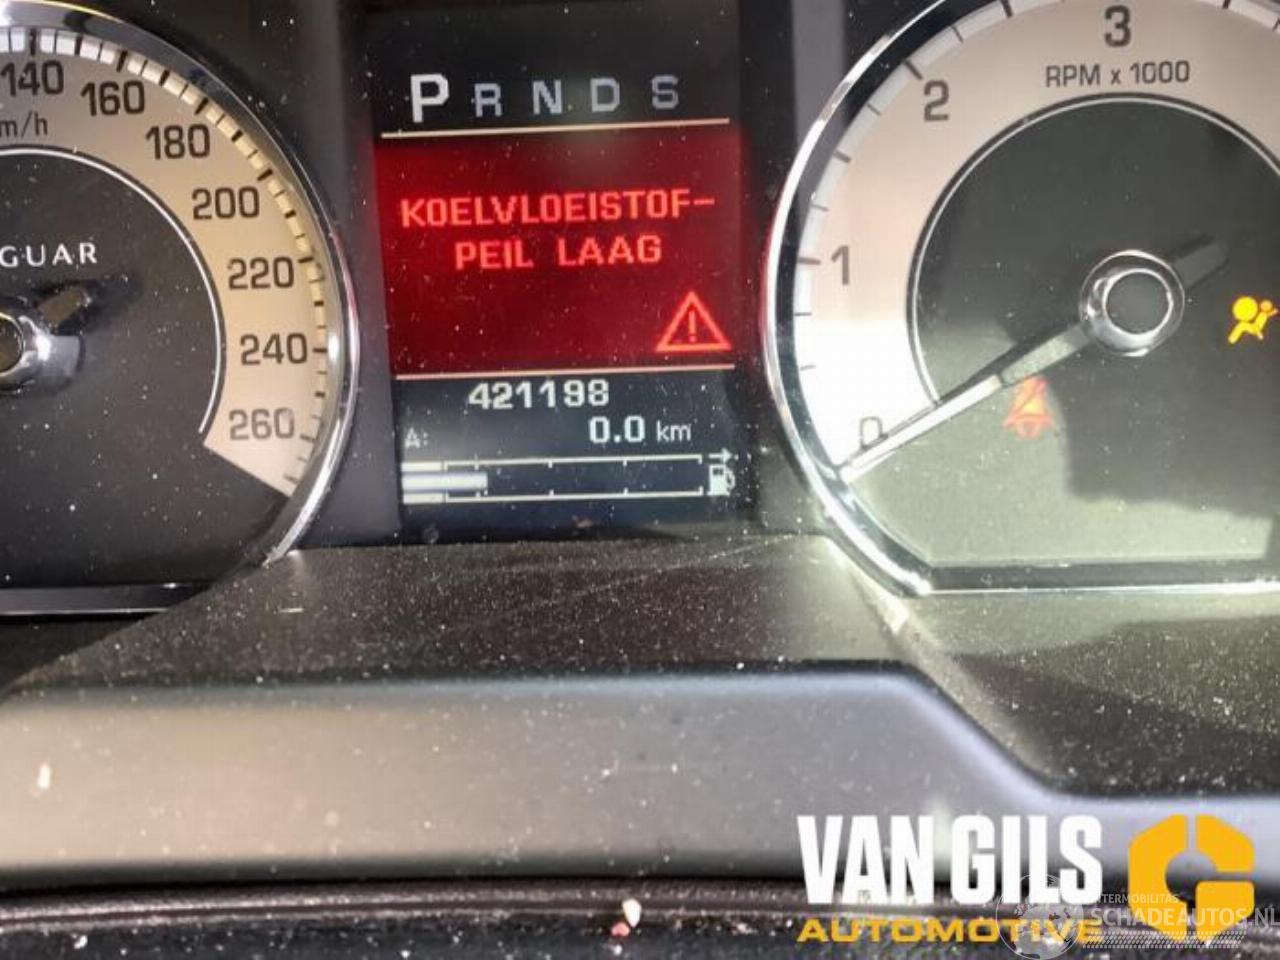 140
160
180
200
220
240
260
m/h
GUAR
P R N D S
KOELVLOEISTOF-
PEIL LAAG
421198
A: 0.0 km
3
RPM x 1000
2
1
0
VAN GILS
AUTOMOTIVE
SCHADEAUTOS.NL